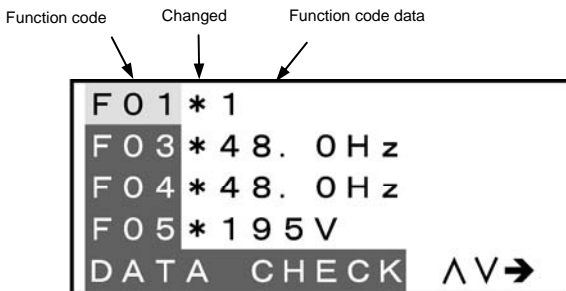 Function code Changed Function code data
F01*1
F03*48.0Hz
F04*48.0Hz
F05*195V
DATA CHECK ∧∨➔